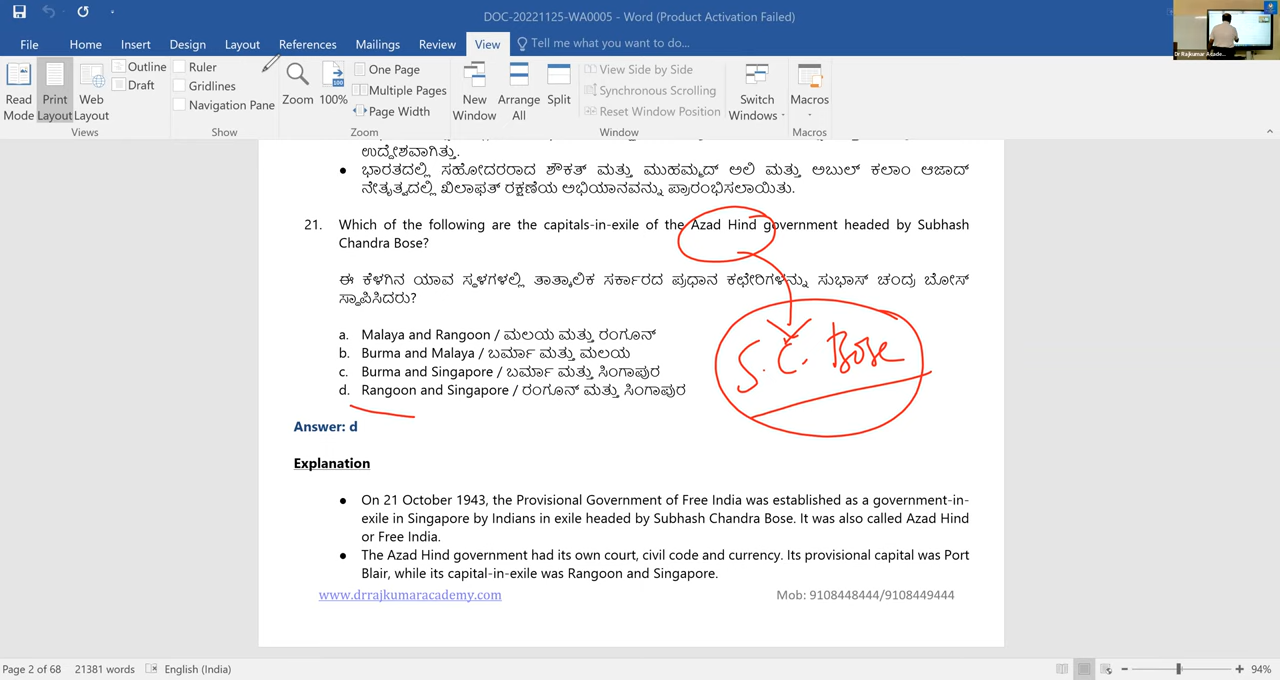 DOC-20221125-WA0005 - Word (Product Activation Failed)
File Home Insert Design Layout References Mailings Review View Tell me what you want to do...
Read Mode Print Layout Web Layout Outline Draft Views
Ruler Gridlines Navigation Pane Show
Zoom 100% One Page Multiple Pages Page Width Zoom
New Window Arrange All Split View Side by Side Synchronous Scrolling Reset Window Position Window
Switch Windows Macros Macros
ಉದ್ದೇಶವಾಗಿತ್ತು.
• ಭಾರತದಲ್ಲಿ ಸಹೋದರರಾದ ಶೌಕತ್ ಮತ್ತು ಮುಹಮ್ಮದ್ ಅಲಿ ಮತ್ತು ಅಬುಲ್ ಕಲಾಂ ಆಜಾದ್
ನೇತೃತ್ವದಲ್ಲಿ ಖಿಲಾಫತ್ ರಕ್ಷಣೆಯ ಅಭಿಯಾನವನ್ನು ಪ್ರಾರಂಭಿಸಲಾಯಿತು.
21. Which of the following are the capitals-in-exile of the Azad Hind government headed by Subhash
Chandra Bose?
ಈ ಕೆಳಗಿನ ಯಾವ ಸ್ಥಳಗಳಲ್ಲಿ ತಾತ್ಕಾಲಿಕ ಸರ್ಕಾರದ ಪ್ರಧಾನ ಕಛೇರಿಗಳನ್ನು ಸುಭಾಸ್ ಚಂದ್ರ ಬೋಸ್
ಸ್ಥಾಪಿಸಿದರು?
a. Malaya and Rangoon / ಮಲಯ ಮತ್ತು ರಂಗೂನ್
b. Burma and Malaya / ಬರ್ಮಾ ಮತ್ತು ಮಲಯ
c. Burma and Singapore / ಬರ್ಮಾ ಮತ್ತು ಸಿಂಗಾಪುರ
d. Rangoon and Singapore / ರಂಗೂನ್ ಮತ್ತು ಸಿಂಗಾಪುರ
S. C. Bose
Answer: d
Explanation
• On 21 October 1943, the Provisional Government of Free India was established as a government-in-
exile in Singapore by Indians in exile headed by Subhash Chandra Bose. It was also called Azad Hind
or Free India.
• The Azad Hind government had its own court, civil code and currency. Its provisional capital was Port
Blair, while its capital-in-exile was Rangoon and Singapore.
www.drrajkumaracademy.com Mob: 9108448444/9108449444
Page 2 of 68 21381 words English (India) 94%